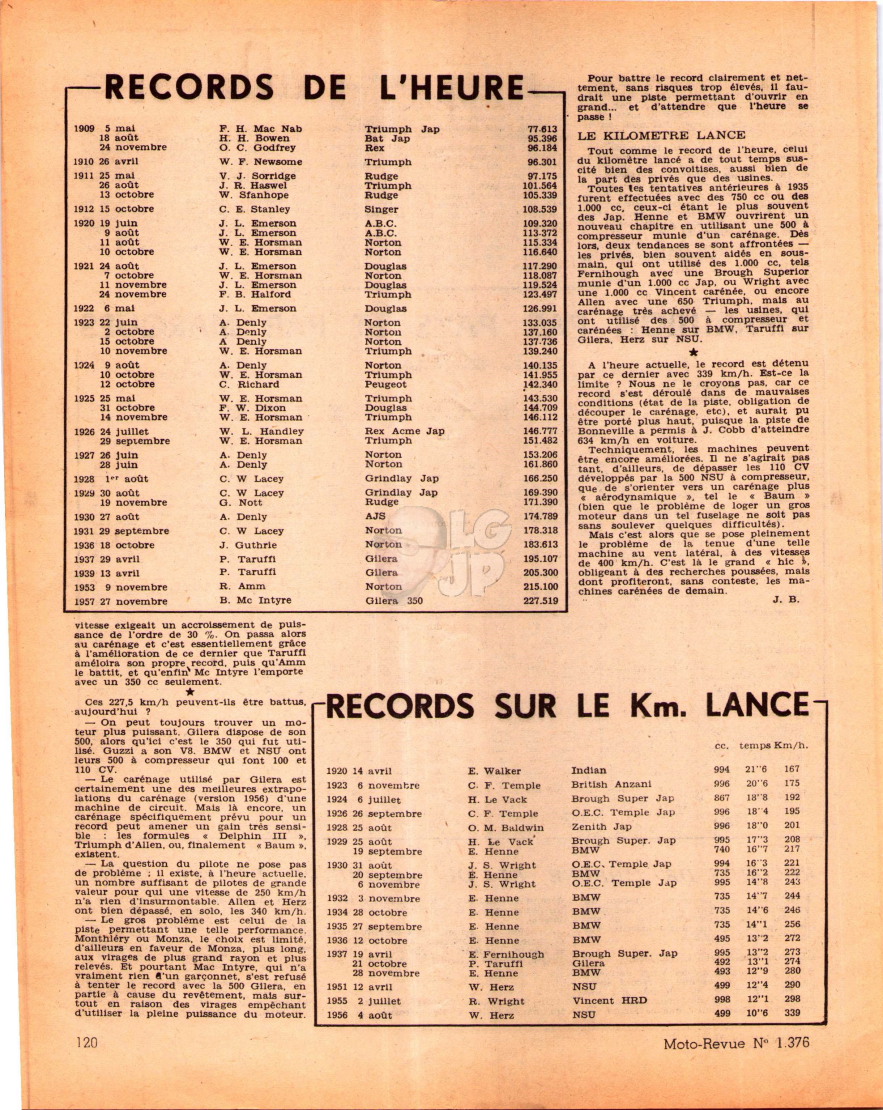 RECORDS DE L'HEURE
1909 5 mai F. H. Mac Nab Triumph Jap 77.613
18 août H. H. Bowen Bat Jap 95.396
24 novembre O. C. Godfrey Rex 96.184
1910 26 avril W. F. Newsome Triumph 96.301
1911 25 mai V. J. Sorridge Rudge 97.175
26 août J. R. Haswel Triumph 101.564
13 octobre W. Sfanhope Rudge 105.339
1912 15 octobre C. E. Stanley Singer 108.539
1920 19 juin J. L. Emerson A.B.C. 109.320
9 août J. L. Emerson A.B.C. 113.372
11 août W. E. Horsman Norton 115.334
10 octobre W. E. Horsman Norton 116.640
1921 24 août J. L. Emerson Douglas 117.290
7 octobre W. E. Horsman Norton 118.087
11 novembre J. L. Emerson Douglas 119.524
24 novembre F. B. Halford Triumph 123.497
1922 6 mai J. L. Emerson Douglas 126.991
1923 22 juin A. Denly Norton 133.035
2 octobre A. Denly Norton 137.160
15 octobre A Denly Norton 137.736
10 novembre W. E. Horsman Triumph 139.240
1924 9 août A. Denly Norton 140.135
10 octobre W. E. Horsman Triumph 141.955
12 octobre C. Richard Peugeot 142.340
1925 25 mai W. E. Horsman Triumph 143.530
31 octobre F. W. Dixon Douglas 144.709
14 novembre W. E. Horsman Triumph 146.112
1926 24 juillet W. L. Handley Rex Acme Jap 146.777
29 septembre W. E. Horsman Triumph 151.482
1927 26 juin A. Denly Norton 153.206
28 juin A. Denly Norton 161.860
1928 1er août C. W Lacey Grindlay Jap 166.250
1929 30 août C. W Lacey Grindlay Jap 169.390
19 novembre G. Nott Rudge 171.390
1930 27 août A. Denly AJS 174.789
1931 29 septembre C. W Lacey Norton 178.318
1936 18 octobre J. Guthrie Norton 183.613
1937 29 avril P. Taruffi Gilera 195.107
1939 13 avril P. Taruffi Gilera 205.300
1953 9 novembre R. Amm Norton 215.100
1957 27 novembre B. Mc Intyre Gilera 350 227.519
LG
JP
vitesse exigeait un accroissement de puis-
sance de l'ordre de 30 %. On passa alors
au carénage et c'est essentiellement grâce
à l'amélioration de ce dernier que Taruffi
améliora son propre record, puis qu'Amm
le battit, et qu'enfin Mc Intyre l'emporte
avec un 350 cc seulement.
★
Ces 227,5 km/h peuvent-ils être battus,
aujourd'hui ?
— On peut toujours trouver un mo-
teur plus puissant. Gilera dispose de son
500, alors qu'ici c'est le 350 qui fut uti-
lisé. Guzzi a son V8. BMW et NSU ont
leurs 500 à compresseur qui font 100 et
110 CV.
— Le carénage utilisé par Gilera est
certainement une des meilleures extrapo-
lations du carénage (version 1956) d'une
machine de circuit. Mais là encore, un
carénage spécifiquement prévu pour un
record peut amener un gain très sensi-
ble : les formules « Delphin III »,
Triumph d'Allen, ou, finalement « Baum »,
existent.
— La question du pilote ne pose pas
de problème ; il existe, à l'heure actuelle,
un nombre suffisant de pilotes de grande
valeur pour qui une vitesse de 250 km/h
n'a rien d'insurmontable. Allen et Herz
ont bien dépassé, en solo, les 340 km/h.
— Le gros problème est celui de la
piste permettant une telle performance.
Monthléry ou Monza, le choix est limité,
d'ailleurs en faveur de Monza, plus long,
aux virages de plus grand rayon et plus
relevés. Et pourtant Mac Intyre, qui n'a
vraiment rien d'un garçonnet, s'est refusé
à tenter le record avec la 500 Gilera, en
partie à cause du revêtement, mais sur-
tout en raison des virages empêchant
d'utiliser la pleine puissance du moteur.
Pour battre le record clairement et net-
tement, sans risques trop élevés, il fau-
drait une piste permettant d'ouvrir en
grand... et d'attendre que l'heure se
passe !
LE KILOMETRE LANCE
Tout comme le record de l'heure, celui
du kilomètre lancé a de tout temps sus-
cité bien des convoitises, aussi bien de
la part des privés que des usines.
Toutes les tentatives antérieures à 1935
furent effectuées avec des 750 cc ou des
1.000 cc, ceux-ci étant le plus souvent
des Jap. Henne et BMW ouvrirent un
nouveau chapitre en utilisant une 500 à
compresseur munie d'un carénage. Dès
lors, deux tendances se sont affrontées —
les privés, bien souvent aidés en sous-
main, qui ont utilisé des 1.000 cc, tels
Fernihough avec une Brough Superior
munie d'un 1.000 cc Jap, ou Wright avec
une 1.000 cc Vincent carénée, ou encore
Allen avec une 650 Triumph, mais au
carénage très achevé — les usines, qui
ont utilisé des 500 à compresseur et
carénées : Henne sur BMW, Taruffi sur
Gilera, Herz sur NSU.
★
A l'heure actuelle, le record est détenu
par ce dernier avec 339 km/h. Est-ce la
limite ? Nous ne le croyons pas, car ce
record s'est déroulé dans de mauvaises
conditions (état de la piste, obligation de
découper le carénage, etc), et aurait pu
être porté plus haut, puisque la piste de
Bonneville a permis à J. Cobb d'atteindre
634 km/h en voiture.
Techniquement, les machines peuvent
être encore améliorées. Il ne s'agirait pas
tant, d'ailleurs, de dépasser les 110 CV
développés par la 500 NSU à compresseur,
que de s'orienter vers un carénage plus
« aérodynamique », tel le « Baum »
(bien que le problème de loger un gros
moteur dans un tel fuselage ne soit pas
sans soulever quelques difficultés).
Mais c'est alors que se pose pleinement
le problème de la tenue d'une telle
machine au vent latéral, à des vitesses
de 400 km/h. C'est là le grand « hic »,
obligeant à des recherches poussées, mais
dont profiteront, sans conteste, les ma-
chines carénées de demain.
J. B.
RECORDS SUR LE Km. LANCE
cc. temps Km/h.
1920 14 avril E. Walker Indian 994 21''6 167
1923 6 novembre C. F. Temple British Anzani 996 20''6 175
1924 6 juillet H. Le Vack Brough Super Jap 867 18''8 192
1926 26 septembre C. F. Temple O.E.C. Temple Jap 996 18''4 195
1928 25 août O. M. Baldwin Zenith Jap 996 18''0 201
1929 25 août H. Le Vack Brough Super. Jap 995 17''3 208
19 septembre E. Henne BMW 740 16''7 217
1930 31 août J. S. Wright O.E.C. Temple Jap 994 16''3 221
20 septembre E. Henne BMW 735 16''2 222
6 novembre J. S. Wright O.E.C. Temple Jap 995 14''8 243
1932 3 novembre E. Henne BMW 735 14''7 244
1934 28 octobre E. Henne BMW 735 14''6 246
1935 27 septembre E. Henne BMW 735 14''1 256
1936 12 octobre E. Henne BMW 495 13''2 272
1937 19 avril E. Fernihough Brough Super. Jap 995 13''2 273
21 octobre P. Taruffi Gilera 492 13''1 274
28 novembre E. Henne BMW 493 12''9 280
1951 12 avril W. Herz NSU 499 12''4 290
1955 2 juillet R. Wright Vincent HRD 998 12''1 298
1956 4 août W. Herz NSU 499 10''6 339
120
Moto-Revue N° 1.376